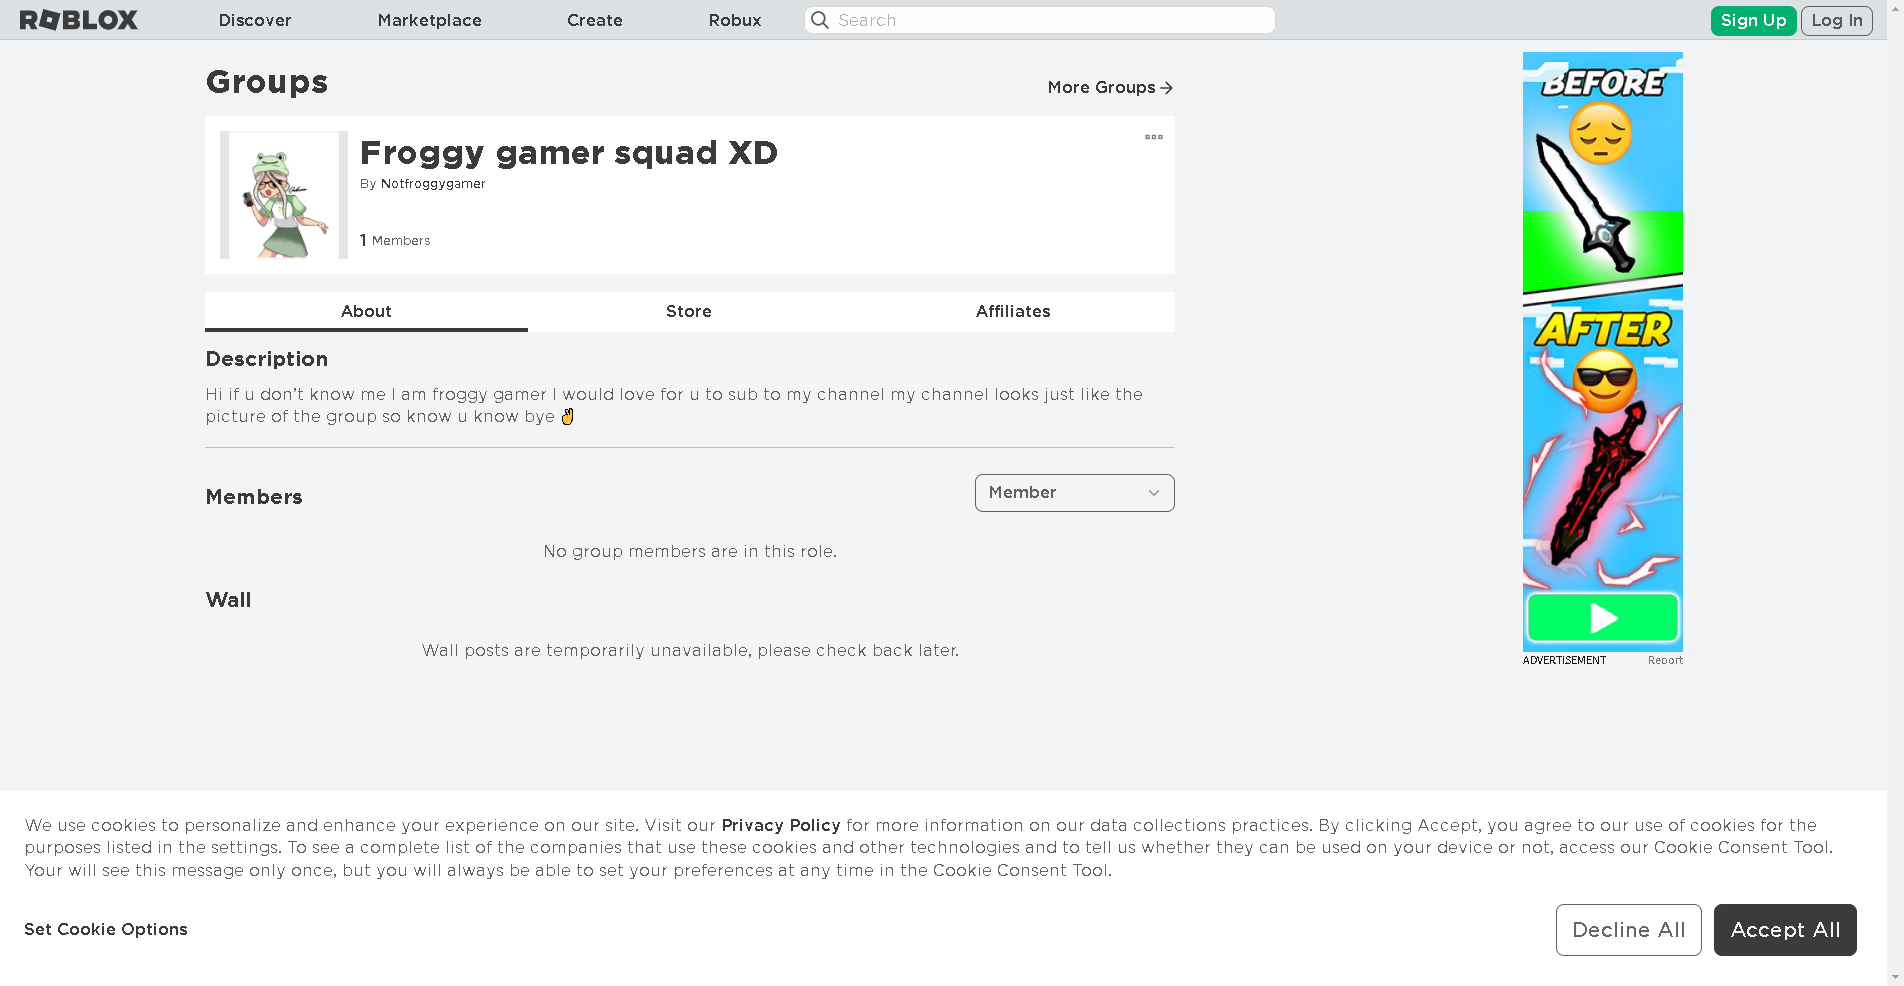 ROBLOX Discover Marketplace Create Robux Search Sign Up Log In
Groups
More Groups
Froggy gamer squad XD
By Notfroggygamer
1 Members
About Store Affiliates
Description
Hi if u don’t know me I am froggy gamer I would love for u to sub to my channel my channel looks just like the
picture of the group so know u know bye ✌
Members
Member
No group members are in this role.
Wall
Wall posts are temporarily unavailable, please check back later.
BEFORE
AFTER
ADVERTISEMENT Report
We use cookies to personalize and enhance your experience on our site. Visit our Privacy Policy for more information on our data collections practices. By clicking Accept, you agree to our use of cookies for the
purposes listed in the settings. To see a complete list of the companies that use these cookies and other technologies and to tell us whether they can be used on your device or not, access our Cookie Consent Tool.
Your will see this message only once, but you will always be able to set your preferences at any time in the Cookie Consent Tool.
Set Cookie Options
Decline All
Accept All